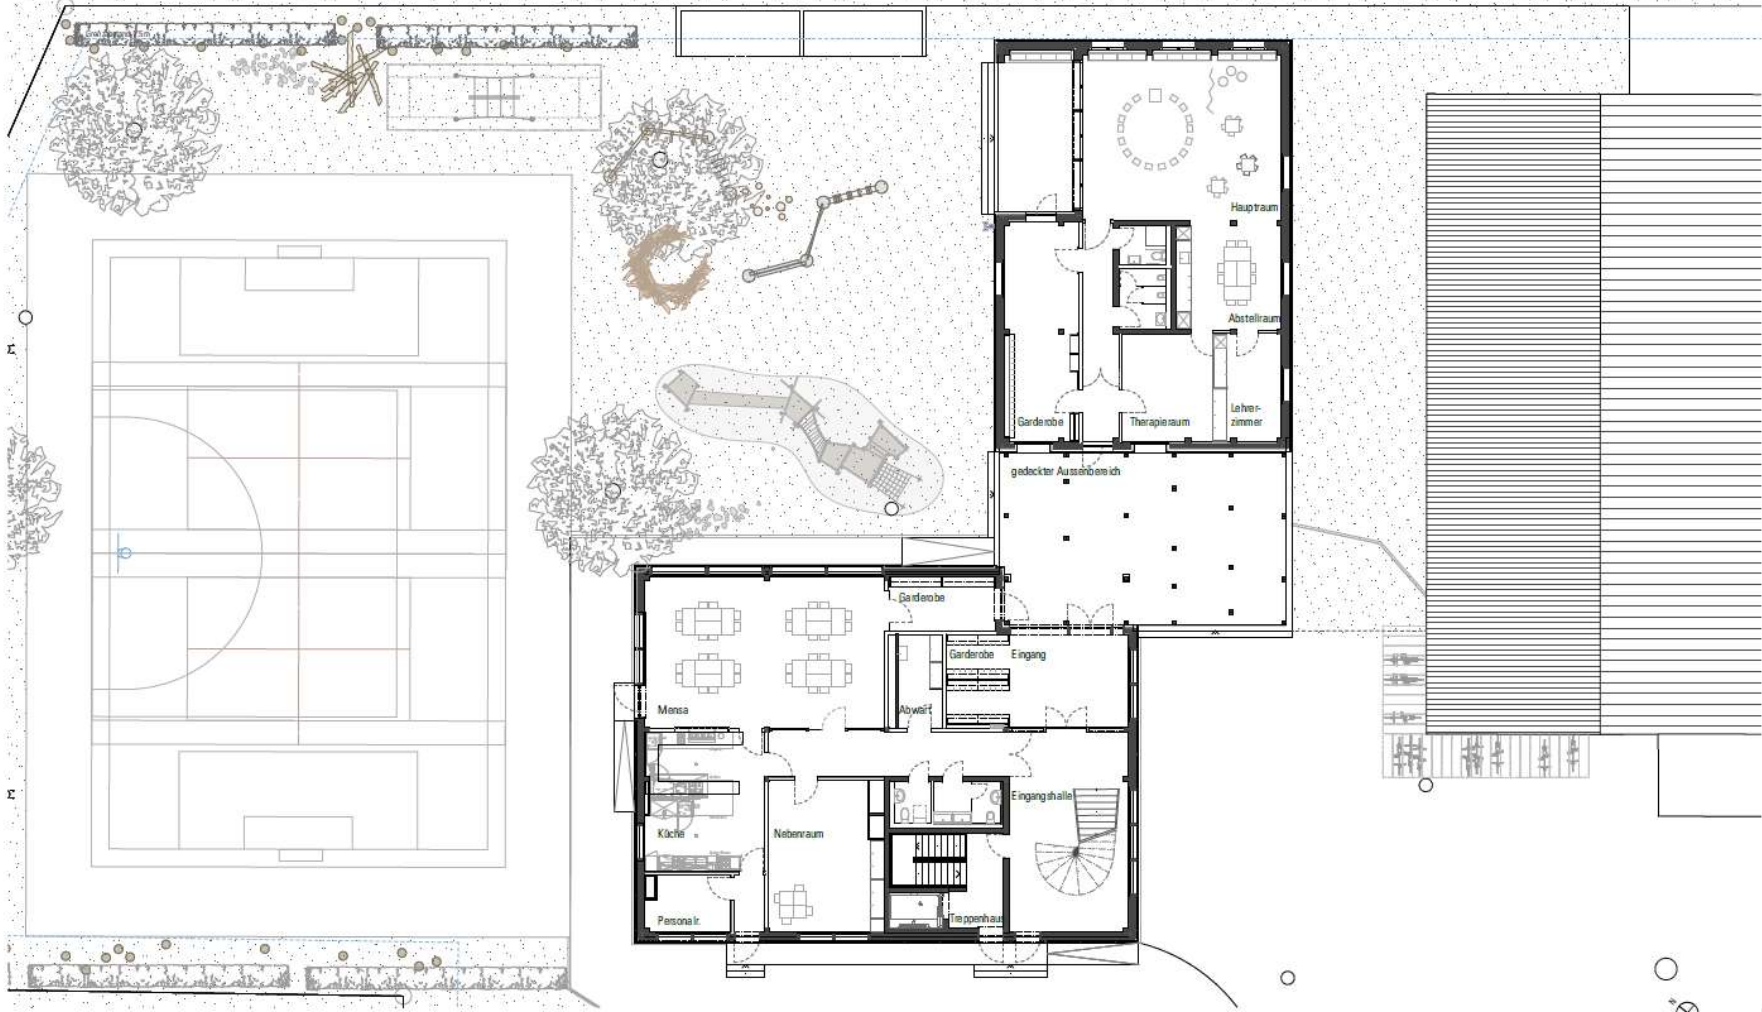 Hauptraum
Abstellraum
Garderobe
Therapieraum
Lehrer-
zimmer
gedeckter Aussenbereich
Garderobe
Garderobe
Eingang
Mensa
Abwart
Eingangshalle
Küche
Nebenraum
Personalr.
Treppenhaus
N